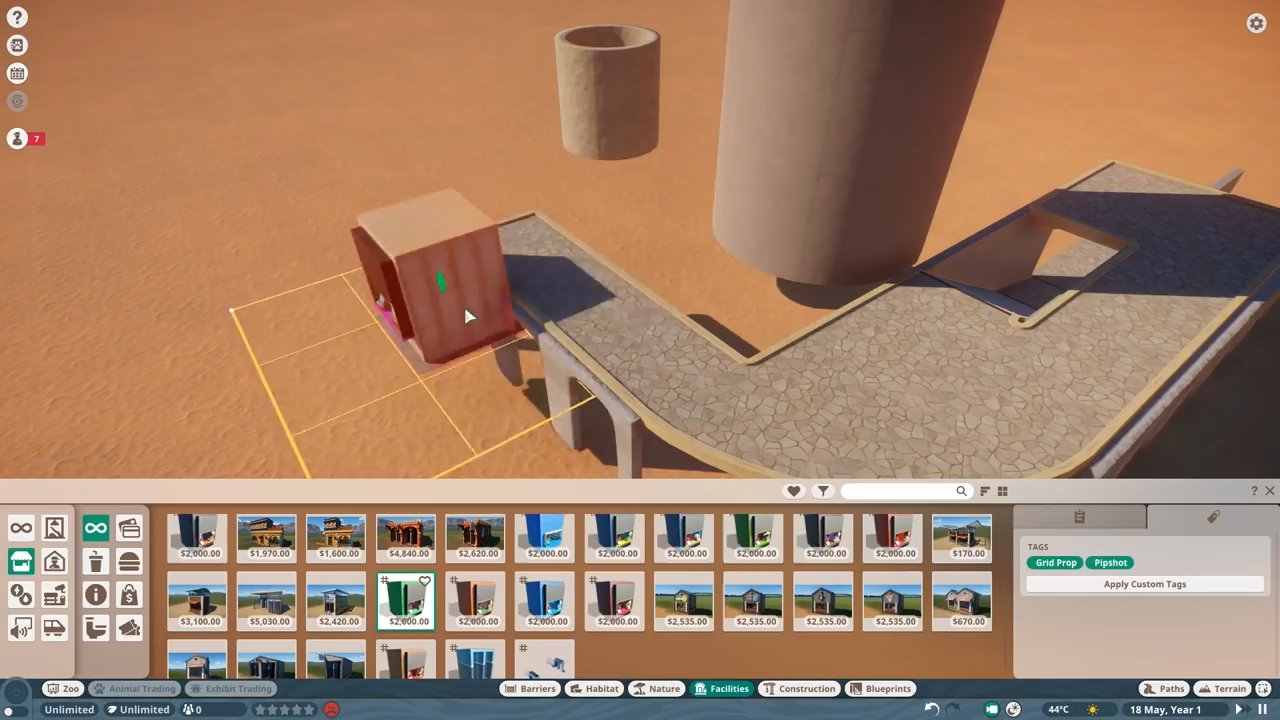 ?
7
? ×
$2,000.00 $1,970.00 $1,600.00 $4,840.00 $2,620.00 $2,000.00 $2,000.00 $2,000.00 $2,000.00 $2,000.00 $2,000.00 $170.00
$3,100.00 $5,030.00 $2,420.00 $2,000.00 $2,000.00 $2,000.00 $2,000.00 $2,535.00 $2,535.00 $2,535.00 $2,535.00 $670.00
TAGS
Grid Prop Pipshot
Apply Custom Tags
Zoo Animal Trading Exhibit Trading Barriers Habitat Nature Facilities Construction Blueprints Paths Terrain
Unlimited Unlimited 0 44°C 18 May, Year 1